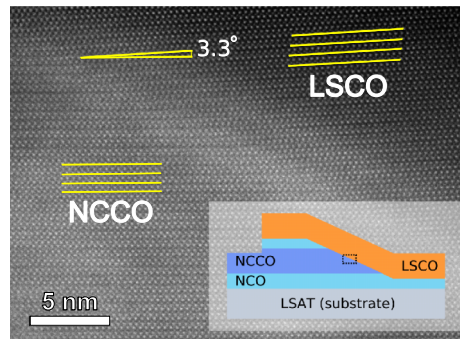 3.3°
LSCO
NCCO
NCCO
LSCO
NCO
LSAT (substrate)
5 nm